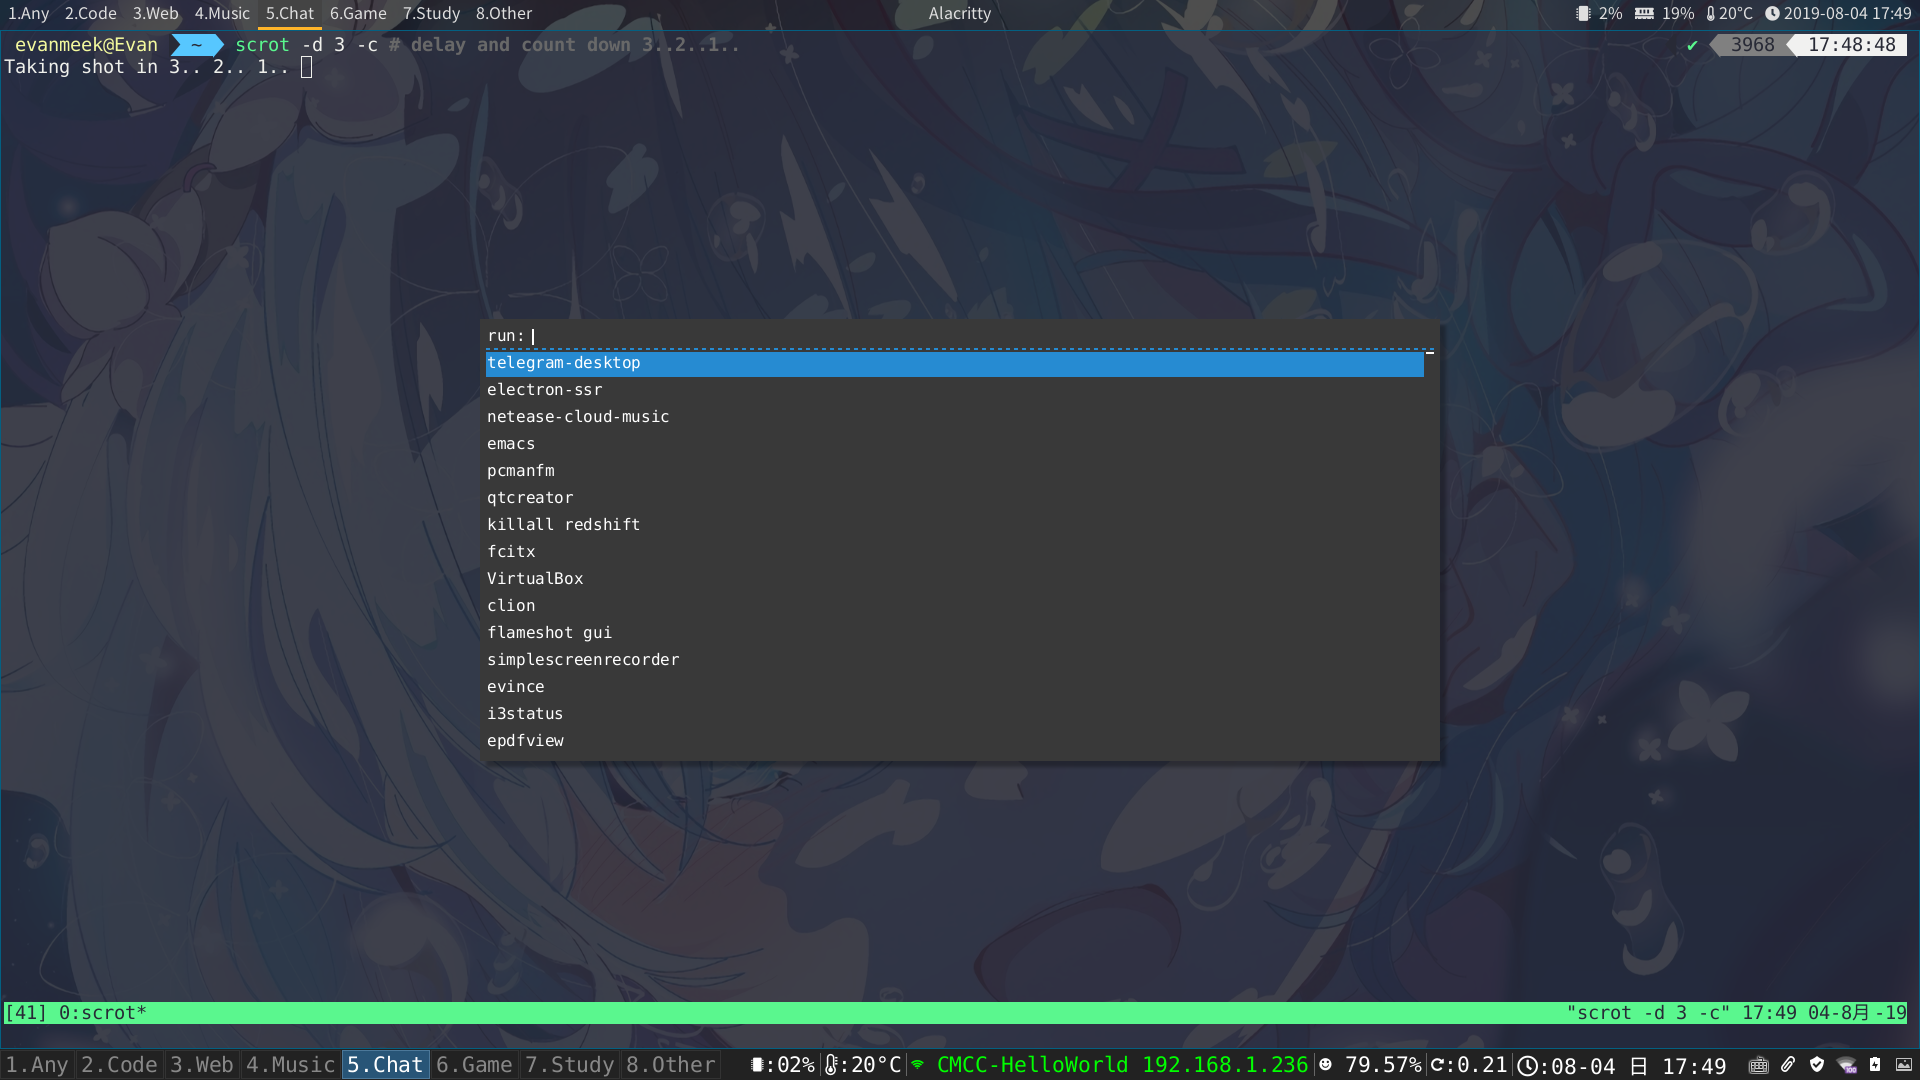 1.Any 2.Code 3.Web 4.Music 5.Chat 6.Game 7.Study 8.Other Alacritty 2% 19% 20°C 2019-08-04 17:49
evanmeek@Evan ~ scrot -d 3 -c # delay and count down 3..2..1.. ✔ 3968 17:48:48
Taking shot in 3.. 2.. 1..
run:
telegram-desktop
electron-ssr
netease-cloud-music
emacs
pcmanfm
qtcreator
killall redshift
fcitx
VirtualBox
clion
flameshot gui
simplescreenrecorder
evince
i3status
epdfview
[41] 0:scrot* "scrot -d 3 -c" 17:49 04-8月-19
1.Any 2.Code 3.Web 4.Music 5.Chat 6.Game 7.Study 8.Other :02% :20°C CMCC-HelloWorld 192.168.1.236 79.57% :0.21 :08-04 日 17:49